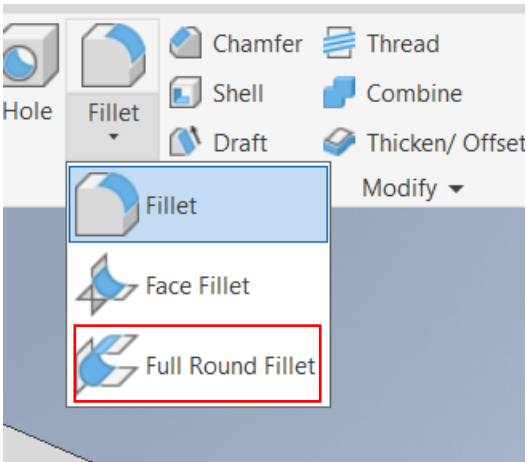 Hole
Fillet
Chamfer
Shell
Draft
Thread
Combine
Thicken/ Offset
Modify
Fillet
Face Fillet
Full Round Fillet